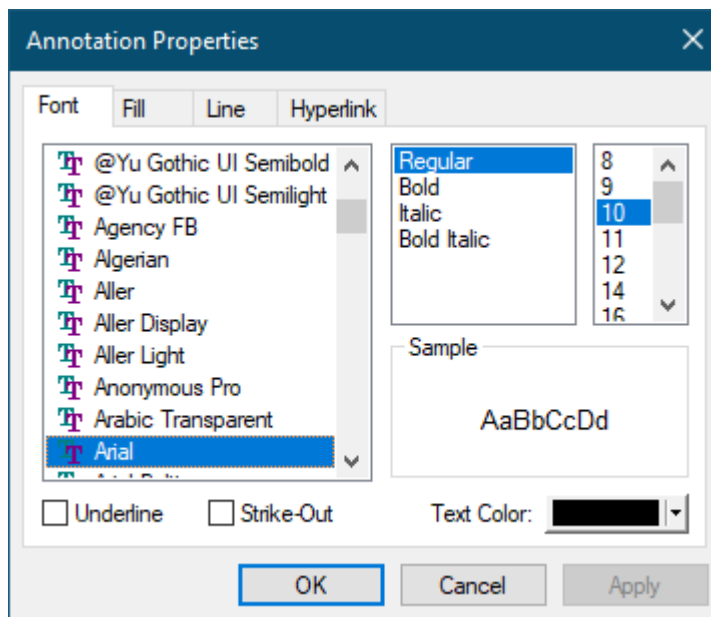 Annotation Properties
Font
Fill
Line
Hyperlink
@Yu Gothic UI Semibold
@Yu Gothic UI Semilight
Agency FB
Algerian
Aller
Aller Display
Aller Light
Anonymous Pro
Arabic Transparent
Arial
Regular
Bold
Italic
Bold Italic
8
9
10
11
12
14
16
Sample
AaBbCcDd
Underline
Strike-Out
Text Color:
OK
Cancel
Apply